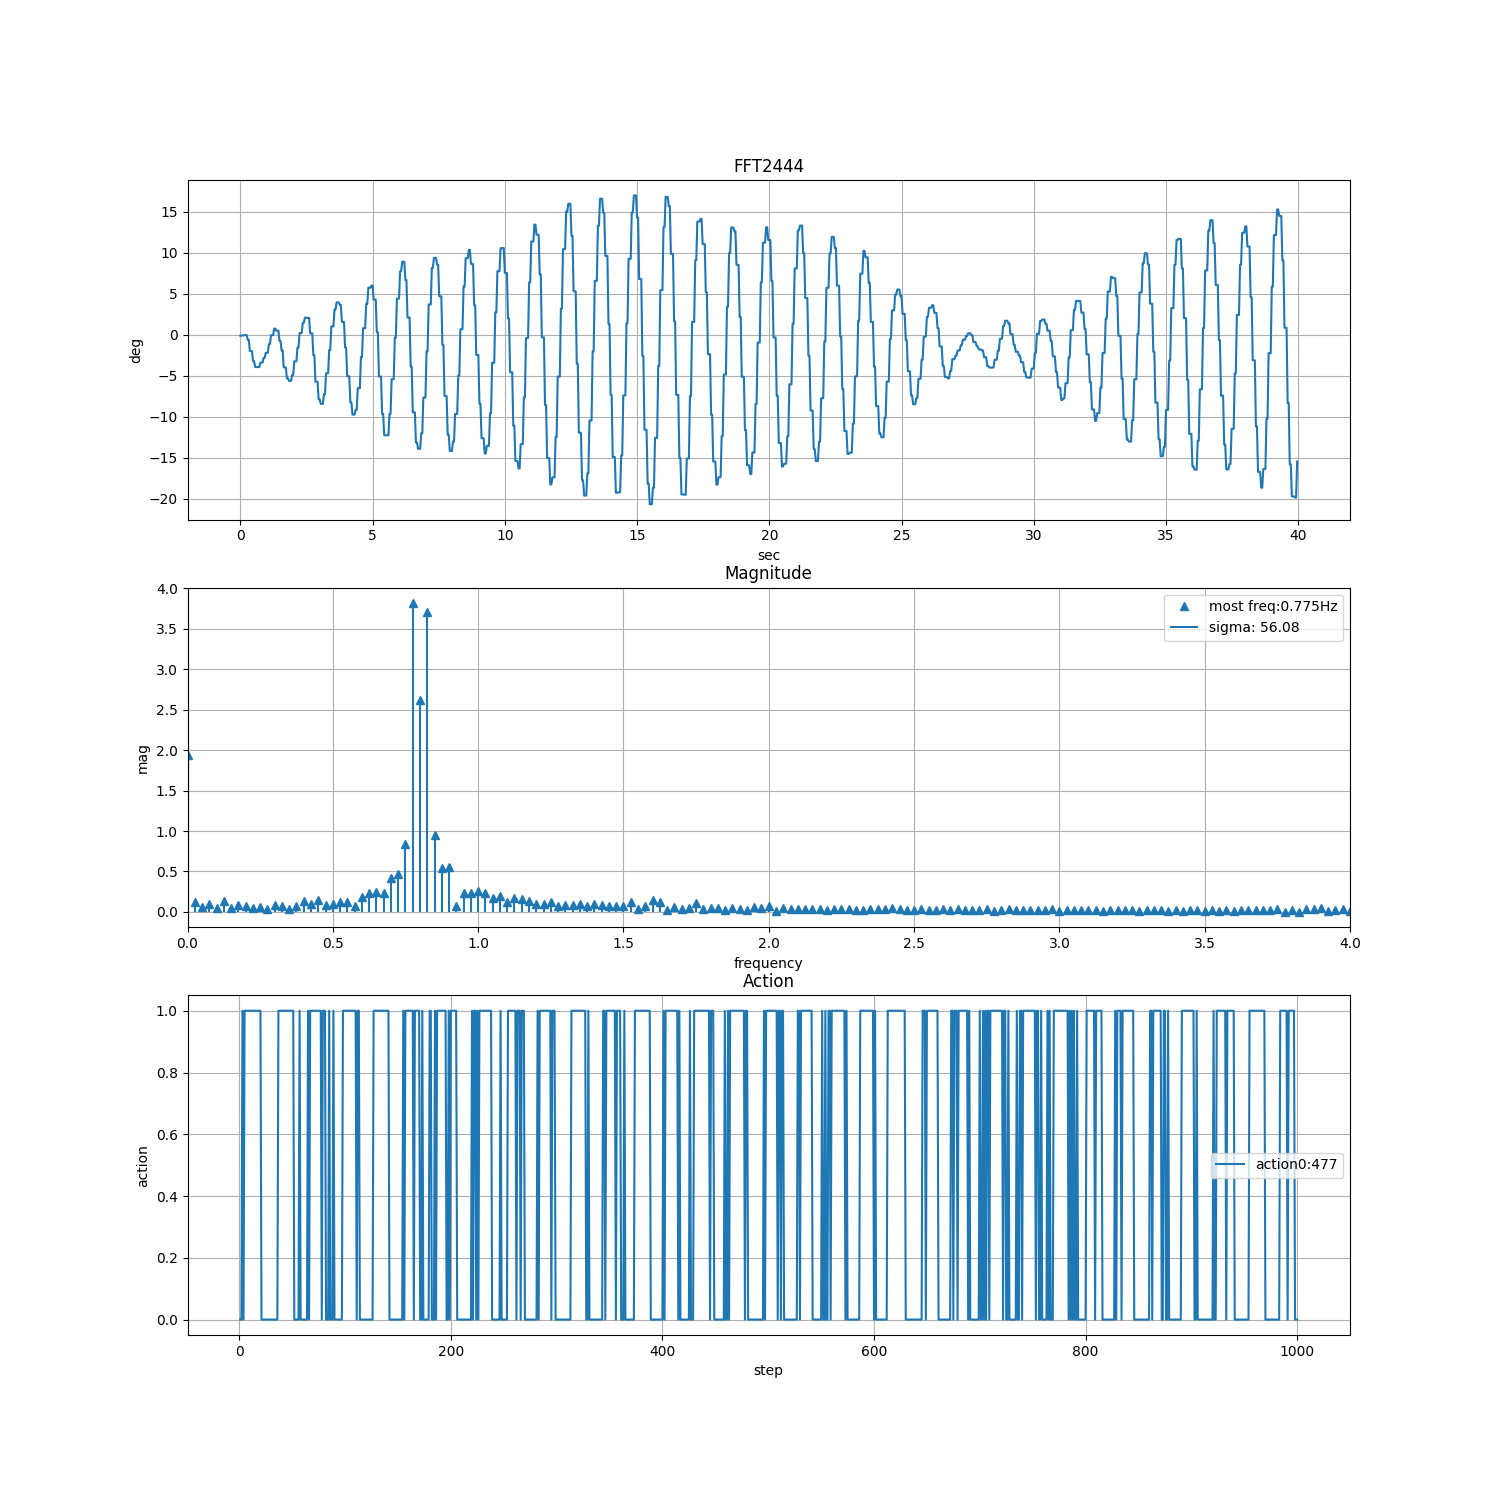 FFT2444
15
10
5
0
−5
−10
−15
−20
deg
0 5 10 15 20 25 30 35 40
sec
Magnitude
4.0
3.5
3.0
2.5
2.0
1.5
1.0
0.5
0.0
mag
most freq:0.775Hz
sigma: 56.08
0.0 0.5 1.0 1.5 2.0 2.5 3.0 3.5 4.0
frequency
Action
1.0
0.8
0.6
0.4
0.2
0.0
action
action0:477
0 200 400 600 800 1000
step